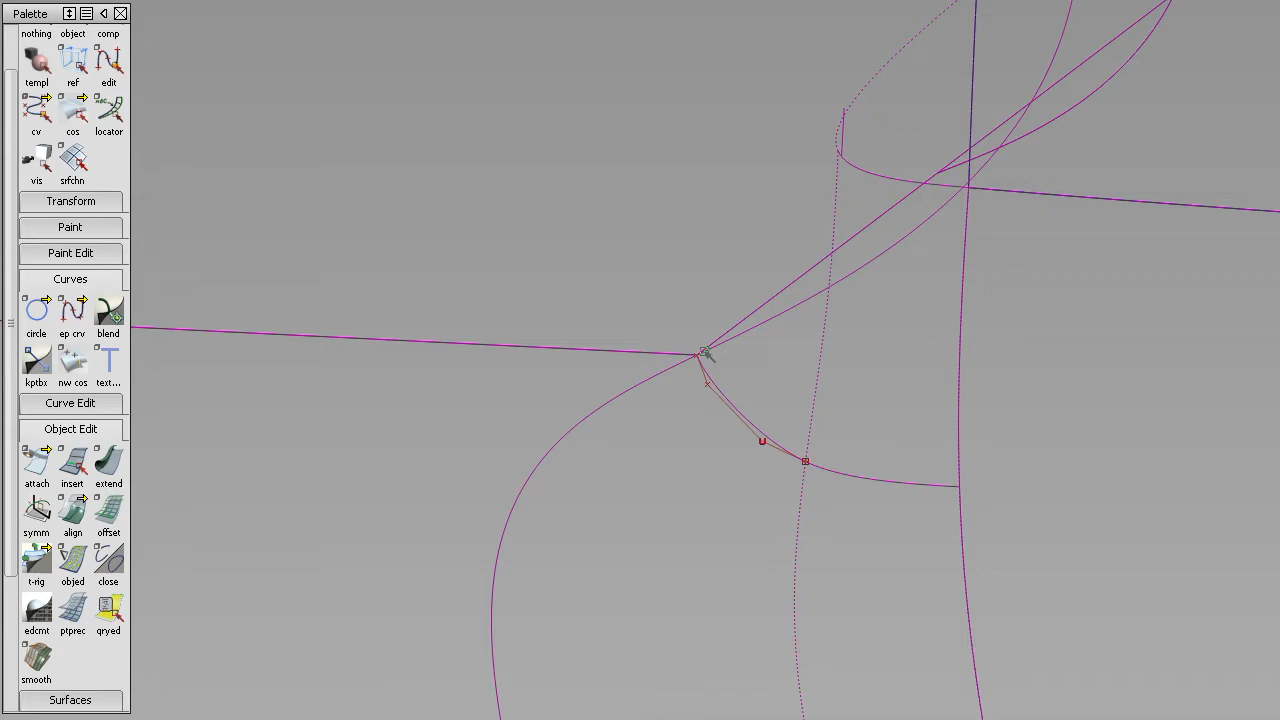 Palette
nothing object comp
templ ref edit
cv cos locator
vis srfchn
Transform
Paint
Paint Edit
Curves
circle ep crv blend
kptbx nw cos text...
Curve Edit
Object Edit
attach insert extend
symm align offset
t-rig objed close
edcmt ptprec qryed
smooth
Surfaces